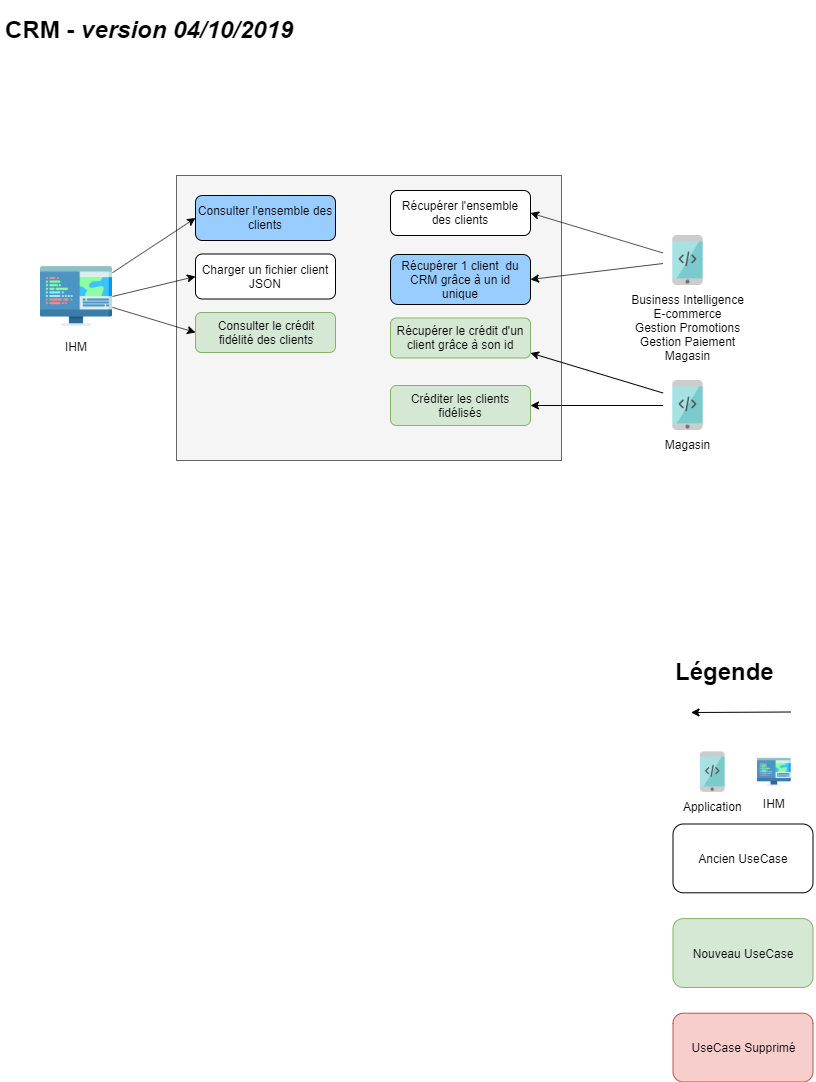 CRM - version 04/10/2019
Consulter l'ensemble des
clients
Charger un fichier client
JSON
Consulter le crédit
fidélité des clients
IHM
Récupérer l'ensemble
des clients
Récupérer 1 client du
CRM grâce à un id
unique
Récupérer le crédit d'un
client grâce à son id
Créditer les clients
fidélisés
</>
Business Intelligence
E-commerce
Gestion Promotions
Gestion Paiement
Magasin
</>
Magasin
Légende
</>
Application
IHM
Ancien UseCase
Nouveau UseCase
UseCase Supprimé